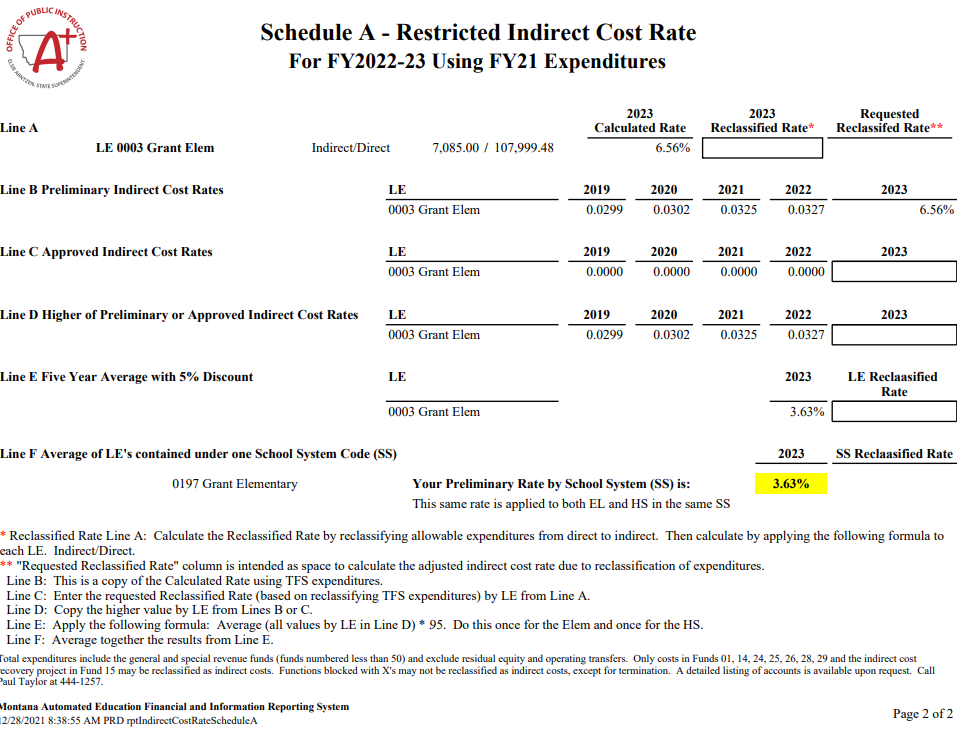 OFFICE OF PUBLIC INSTRUCTION
ELSIE ARNTZEN, STATE SUPERINTENDENT
A+
Schedule A - Restricted Indirect Cost Rate
For FY2022-23 Using FY21 Expenditures
2023 2023 Requested
Line A Calculated Rate Reclassified Rate* Reclassifed Rate**
LE 0003 Grant Elem Indirect/Direct 7,085.00 / 107,999.48 6.56%
Line B Preliminary Indirect Cost Rates LE 2019 2020 2021 2022 2023
0003 Grant Elem 0.0299 0.0302 0.0325 0.0327 6.56%
Line C Approved Indirect Cost Rates LE 2019 2020 2021 2022 2023
0003 Grant Elem 0.0000 0.0000 0.0000 0.0000
Line D Higher of Preliminary or Approved Indirect Cost Rates LE 2019 2020 2021 2022 2023
0003 Grant Elem 0.0299 0.0302 0.0325 0.0327
Line E Five Year Average with 5% Discount LE 2023 LE Reclaasified
Rate
0003 Grant Elem 3.63%
Line F Average of LE's contained under one School System Code (SS) 2023 SS Reclaasified Rate
0197 Grant Elementary Your Preliminary Rate by School System (SS) is: 3.63%
This same rate is applied to both EL and HS in the same SS
* Reclassified Rate Line A: Calculate the Reclassified Rate by reclassifying allowable expenditures from direct to indirect. Then calculate by applying the following formula to
each LE. Indirect/Direct.
** "Requested Reclassified Rate" column is intended as space to calculate the adjusted indirect cost rate due to reclassification of expenditures.
Line B: This is a copy of the Calculated Rate using TFS expenditures.
Line C: Enter the requested Reclassified Rate (based on reclassifying TFS expenditures) by LE from Line A.
Line D: Copy the higher value by LE from Lines B or C.
Line E: Apply the following formula: Average (all values by LE in Line D) * .95. Do this once for the Elem and once for the HS.
Line F: Average together the results from Line E.
Total expenditures include the general and special revenue funds (funds numbered less than 50) and exclude residual equity and operating transfers. Only costs in Funds 01, 14, 24, 25, 26, 28, 29 and the indirect cost
recovery project in Fund 15 may be reclassified as indirect costs. Functions blocked with X's may not be reclassified as indirect costs, except for termination. A detailed listing of accounts is available upon request. Call
Paul Taylor at 444-1257.
Montana Automated Education Financial and Information Reporting System
12/28/2021 8:38:55 AM PRD rptIndirectCostRateScheduleA
Page 2 of 2